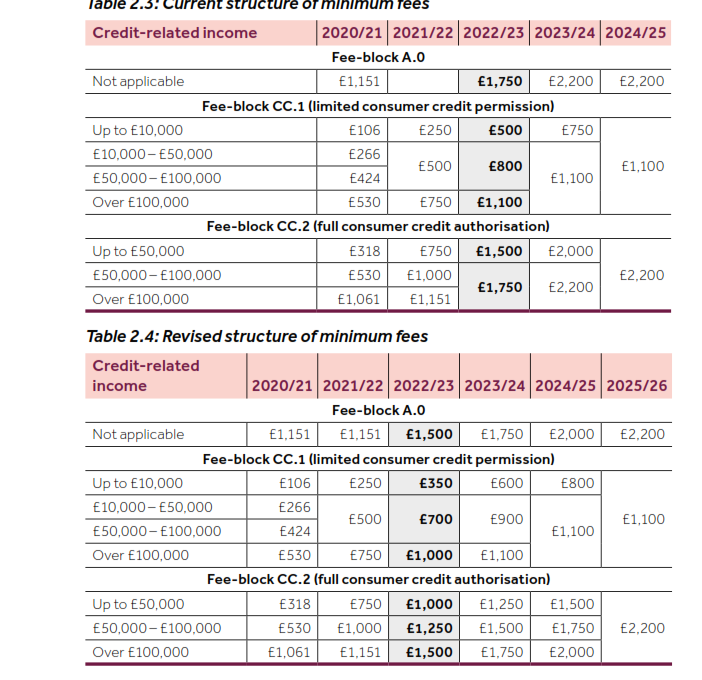 Table 2.3: Current structure of minimum fees
Credit-related income 2020/21 2021/22 2022/23 2023/24 2024/25
Fee-block A.0
Not applicable £1,151 £1,750 £2,200 £2,200
Fee-block CC.1 (limited consumer credit permission)
Up to £10,000 £106 £250 £500 £750
£10,000 – £50,000 £266
£500 £800 £1,100
£50,000 – £100,000 £424 £1,100
Over £100,000 £530 £750 £1,100
Fee-block CC.2 (full consumer credit authorisation)
Up to £50,000 £318 £750 £1,500 £2,000
£50,000 – £100,000 £530 £1,000 £2,200
£1,750 £2,200
Over £100,000 £1,061 £1,151
Table 2.4: Revised structure of minimum fees
Credit-related
income 2020/21 2021/22 2022/23 2023/24 2024/25 2025/26
Fee-block A.0
Not applicable £1,151 £1,151 £1,500 £1,750 £2,000 £2,200
Fee-block CC.1 (limited consumer credit permission)
Up to £10,000 £106 £250 £350 £600 £800
£10,000 – £50,000 £266
£500 £700 £900 £1,100
£50,000 – £100,000 £424 £1,100
Over £100,000 £530 £750 £1,000 £1,100
Fee-block CC.2 (full consumer credit authorisation)
Up to £50,000 £318 £750 £1,000 £1,250 £1,500
£50,000 – £100,000 £530 £1,000 £1,250 £1,500 £1,750 £2,200
Over £100,000 £1,061 £1,151 £1,500 £1,750 £2,000